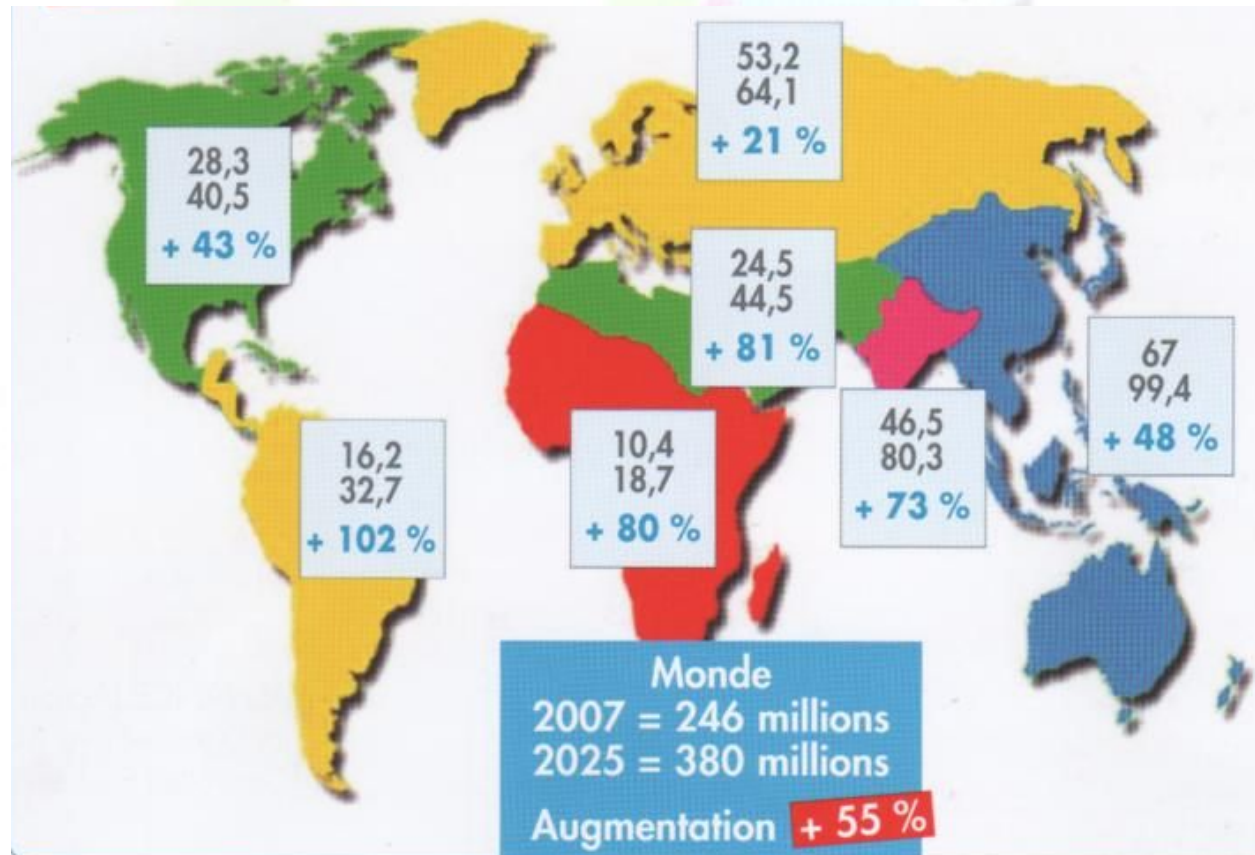 53,2
64,1
+ 21 %
28,3
40,5
+ 43 %
24,5
44,5
+ 81 %
67
99,4
+ 48 %
46,5
80,3
+ 73 %
16,2
32,7
+ 102 %
10,4
18,7
+ 80 %
Monde
2007 = 246 millions
2025 = 380 millions
Augmentation + 55 %